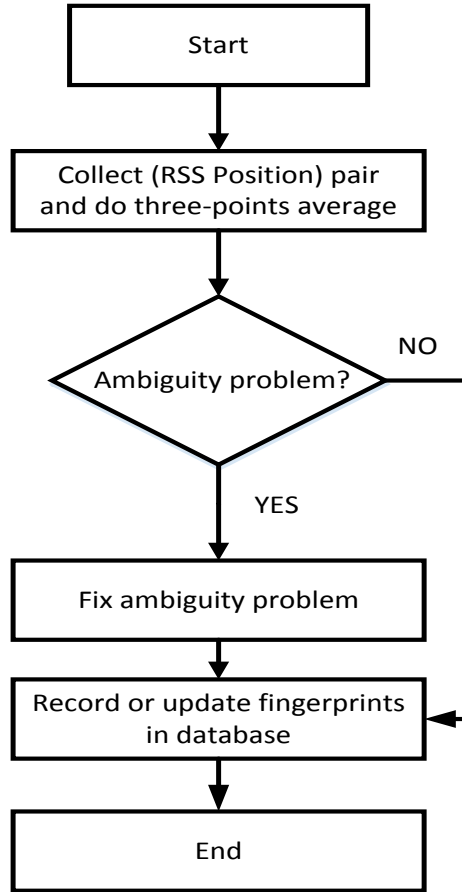 Start
Collect (RSS Position) pair
and do three-points average
Ambiguity problem?
NO
YES
Fix ambiguity problem
Record or update fingerprints
in database
End